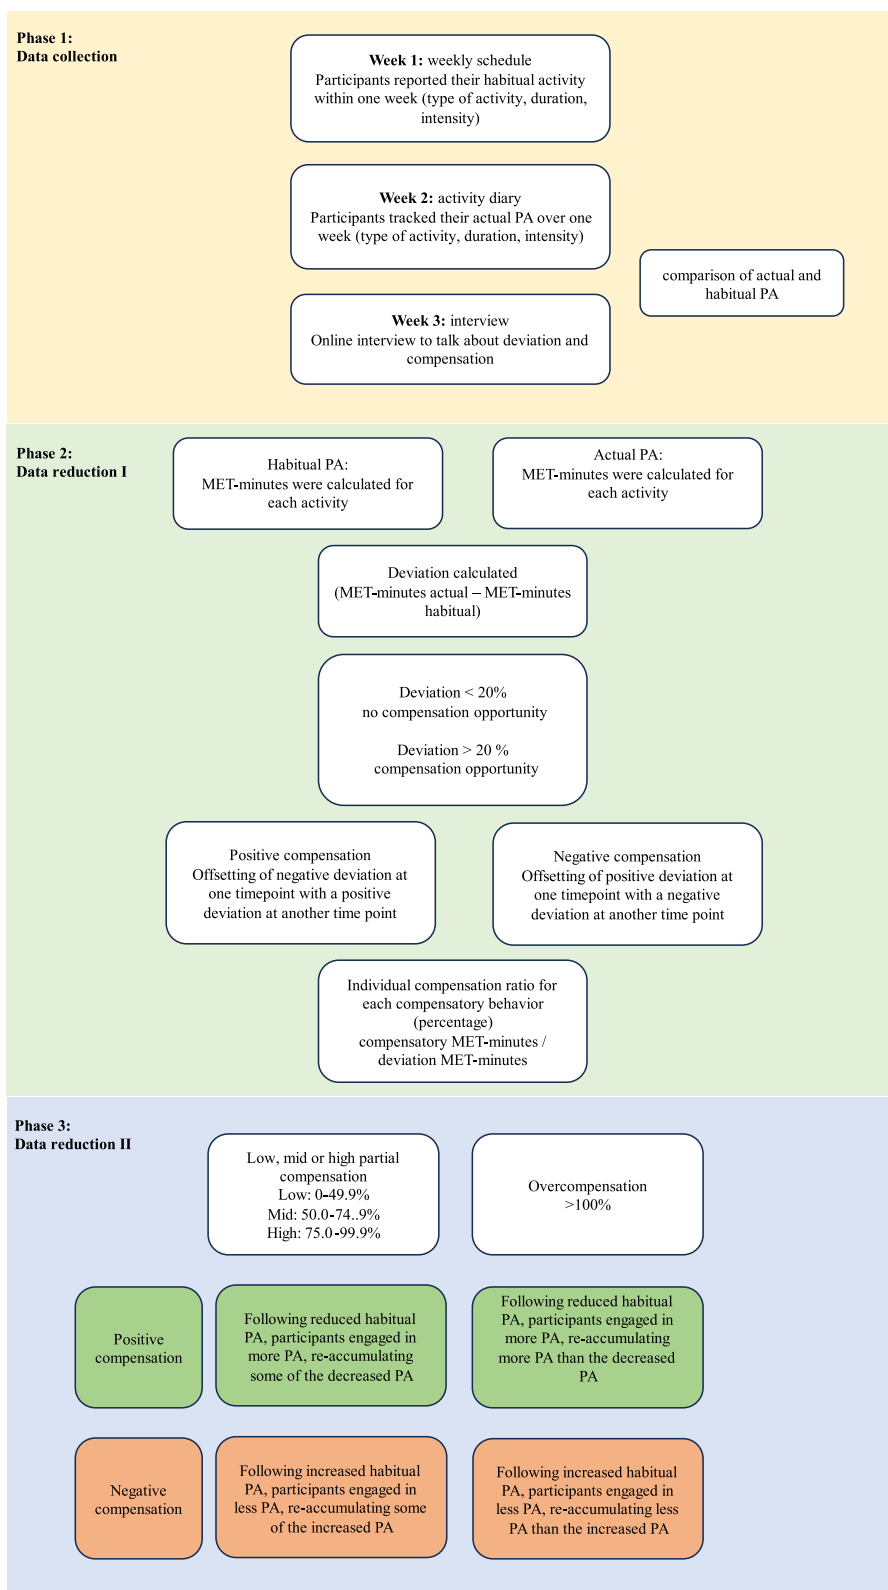 Phase 1:
Data collection
Week 1: weekly schedule
Participants reported their habitual activity
within one week (type of activity, duration,
intensity)
Week 2: activity diary
Participants tracked their actual PA over one
week (type of activity, duration, intensity)
comparison of actual and
habitual PA
Week 3: interview
Online interview to talk about deviation and
compensation
Phase 2:
Data reduction I
Habitual PA:
MET-minutes were calculated for
each activity
Actual PA:
MET-minutes were calculated for
each activity
Deviation calculated
(MET-minutes actual – MET-minutes
habitual)
Deviation < 20%
no compensation opportunity
Deviation > 20 %
compensation opportunity
Positive compensation
Offsetting of negative deviation at
one timepoint with a positive
deviation at another time point
Negative compensation
Offsetting of positive deviation at
one timepoint with a negative
deviation at another time point
Individual compensation ratio for
each compensatory behavior
(percentage)
compensatory MET-minutes /
deviation MET-minutes
Phase 3:
Data reduction II
Low, mid or high partial
compensation
Low: 0-49.9%
Mid: 50.0-74..9%
High: 75.0-99.9%
Overcompensation
>100%
Positive
compensation
Following reduced habitual
PA, participants engaged in
more PA, re-accumulating
some of the decreased PA
Following reduced habitual
PA, participants engaged in
more PA, re-accumulating
more PA than the decreased
PA
Negative
compensation
Following increased habitual
PA, participants engaged in
less PA, re-accumulating some
of the increased PA
Following increased habitual
PA, participants engaged in
less PA, re-accumulating less
PA than the increased PA